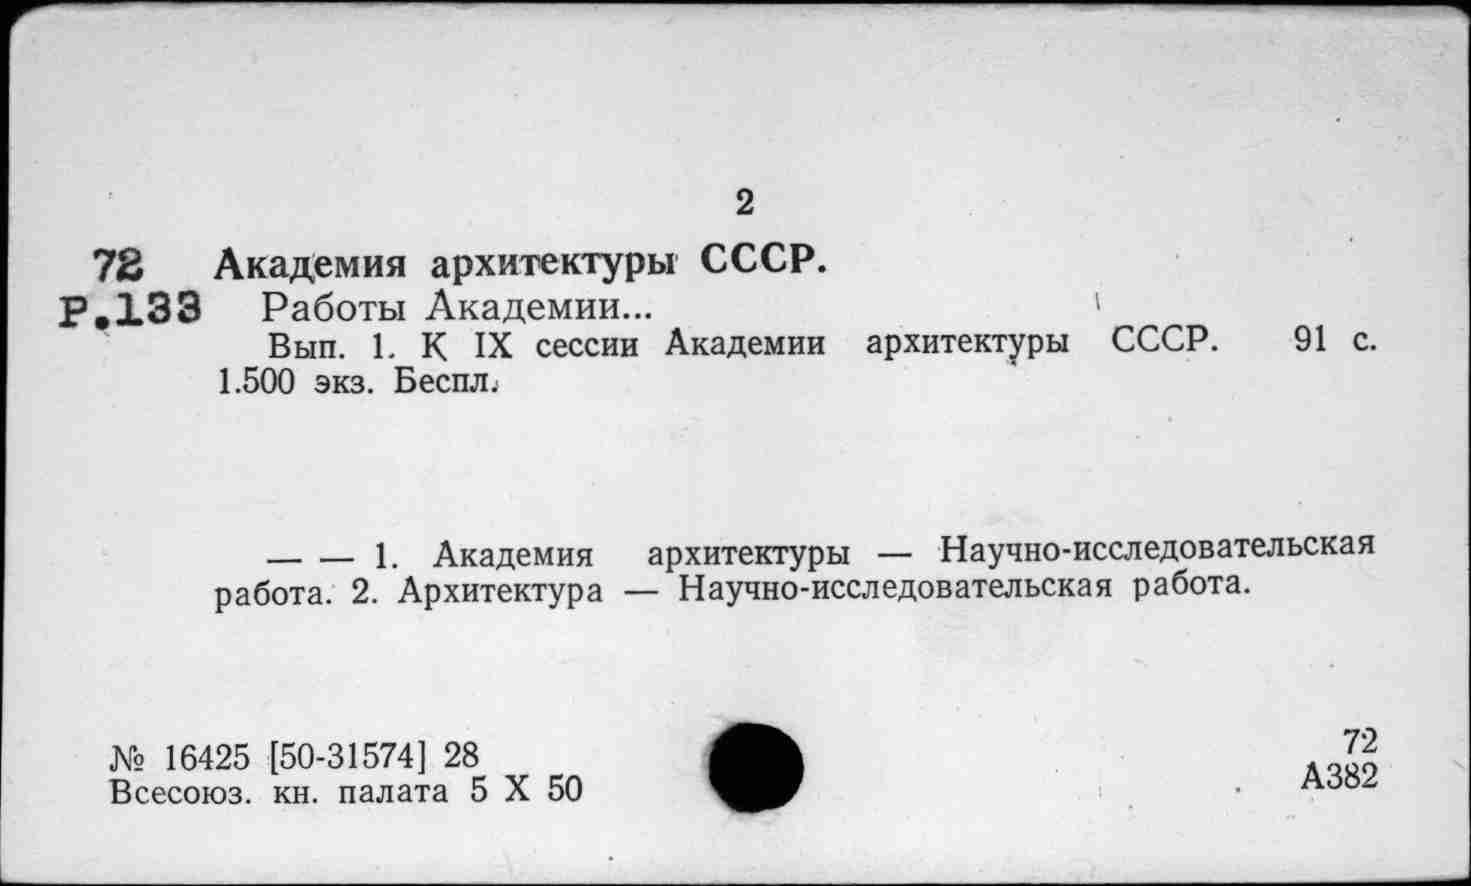 2
72 Академия архитектуры СССР.
Р.133 Работы Академии...
Вып. 1. К IX сессии Академии архитектуры СССР. 91 с.
1.500 экз. Беспл.
— — 1. Академия архитектуры — Научно-исследовательская
работа. 2. Архитектура — Научно-исследовательская работа.
№ 16425 [50-31574] 28
Всесоюз. кн. палата 5 X 50
72
А382